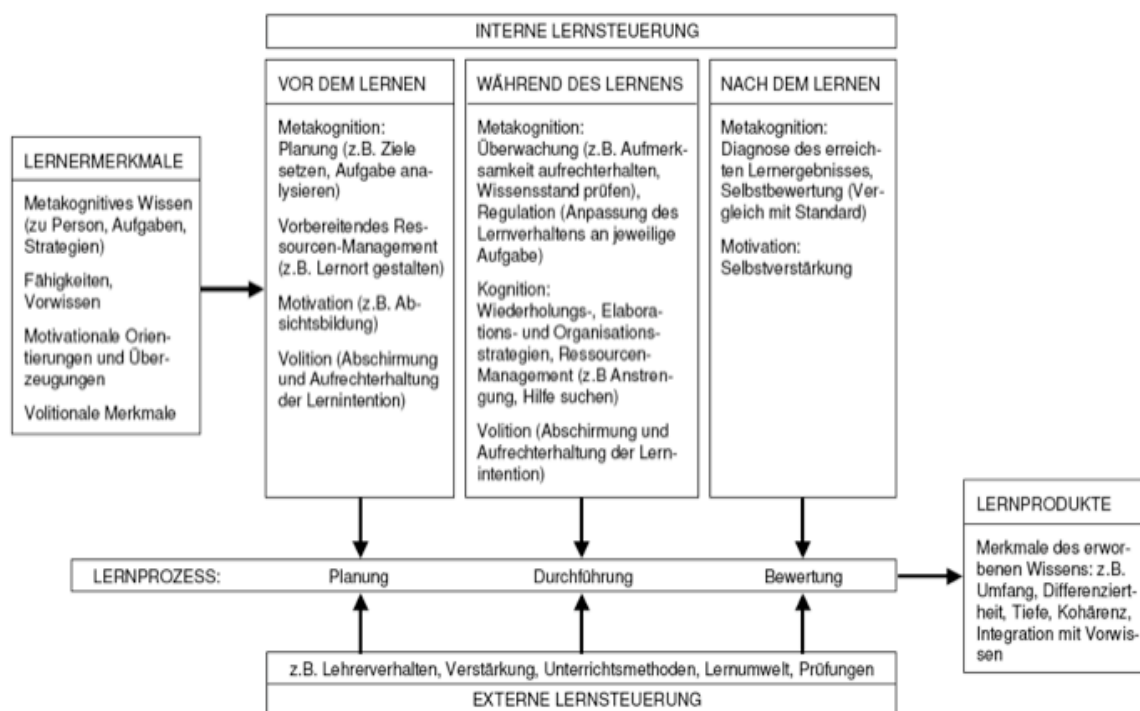 INTERNE LERNSTEUERUNG
LERNERMERKMALE
Metakognitives Wissen
(zu Person, Aufgaben,
Strategien)
Fähigkeiten,
Vorwissen
Motivationale Orien-
tierungen und Über-
zeugungen
Volitionale Merkmale
VOR DEM LERNEN
Metakognition:
Planung (z.B. Ziele
setzen, Aufgabe ana-
lysieren)
Vorbereitendes Res-
sourcen-Management
(z.B. Lernort gestalten)
Motivation (z.B. Ab-
sichtsbildung)
Volition (Abschirmung
und Aufrechterhaltung
der Lernintention)
WÄHREND DES LERNENS
Metakognition:
Überwachung (z.B. Aufmerk-
samkeit aufrechterhalten,
Wissensstand prüfen),
Regulation (Anpassung des
Lernverhaltens an jeweilige
Aufgabe)
Kognition:
Wiederholungs-, Elabora-
tions- und Organisations-
strategien, Ressourcen-
Management (z.B Anstren-
gung, Hilfe suchen)
Volition (Abschirmung und
Aufrechterhaltung der Lern-
intention)
NACH DEM LERNEN
Metakognition:
Diagnose des erreich-
ten Lernergebnisses,
Selbstbewertung (Ver-
gleich mit Standard)
Motivation:
Selbstverstärkung
LERNPROZESS: Planung Durchführung Bewertung
LERNPRODUKTE
Merkmale des erwor-
benen Wissens: z.B.
Umfang, Differenziert-
heit, Tiefe, Kohärenz,
Integration mit Vorwis-
sen
z.B. Lehrerverhalten, Verstärkung, Unterrichtsmethoden, Lernumwelt, Prüfungen
EXTERNE LERNSTEUERUNG